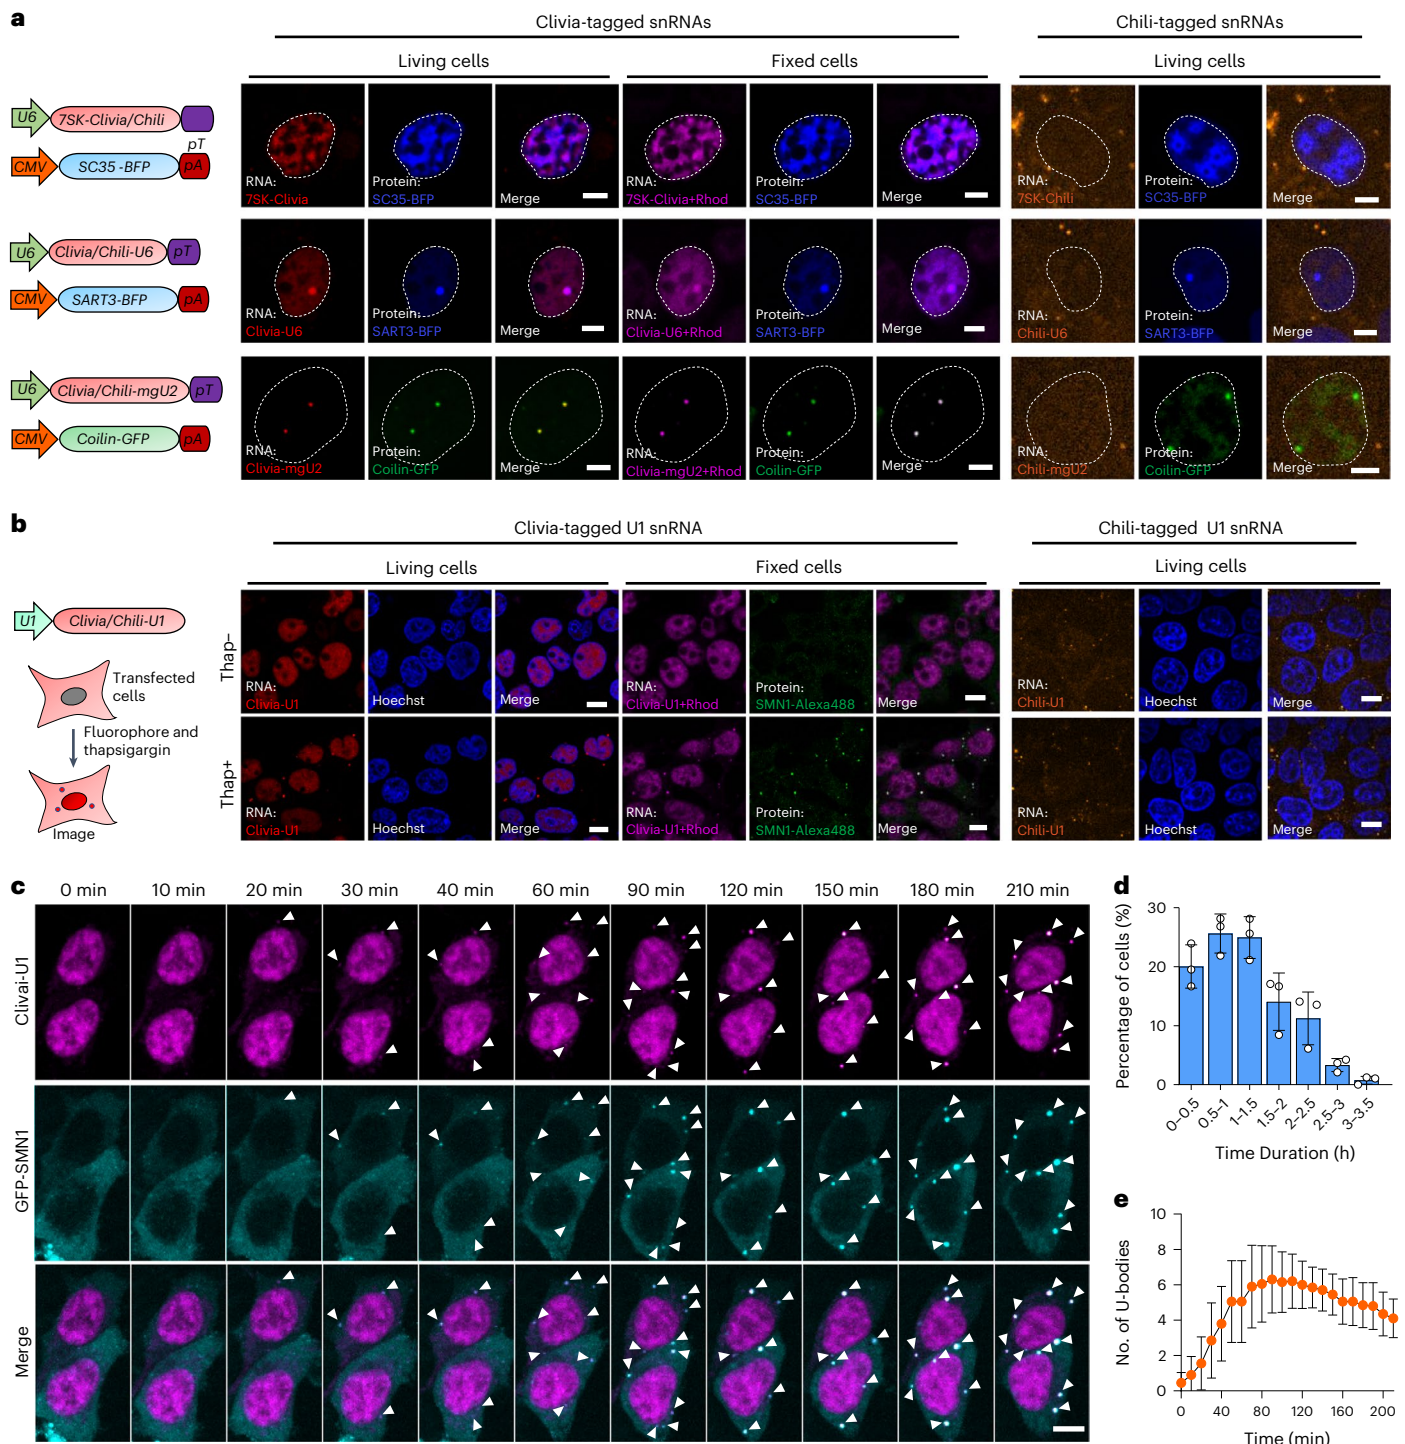 a
Clivia-tagged snRNAs
Chili-tagged snRNAs
Living cells
Fixed cells
Living cells
U6
7SK-Clivia/Chili
pT
CMV
SC35 -BFP
pA
RNA:
7SK-Clivia
Protein:
SC35-BFP
Merge
RNA:
7SK-Clivia+Rhod
Protein:
SC35-BFP
Merge
RNA:
7SK-Chili
Protein:
SC35-BFP
Merge
U6
Clivia/Chili-U6
pT
CMV
SART3-BFP
pA
RNA:
Clivia-U6
Protein:
SART3-BFP
Merge
RNA:
Clivia-U6+Rhod
Protein:
SART3-BFP
Merge
RNA:
Chili-U6
Protein:
SART3-BFP
Merge
U6
Clivia/Chili-mgU2
pT
CMV
Coilin-GFP
pA
RNA:
Clivia-mgU2
Protein:
Coilin-GFP
Merge
RNA:
Clivia-mgU2+Rhod
Protein:
Coilin-GFP
Merge
RNA:
Chili-mgU2
Protein:
Coilin-GFP
Merge
b
Clivia-tagged U1 snRNA
Chili-tagged U1 snRNA
Living cells
Fixed cells
Living cells
U1
Clivia/Chili-U1
Transfected
cells
Fluorophore and
thapsigargin
Image
Thap–
RNA:
Clivia-U1
Hoechst
Merge
RNA:
Clivia-U1+Rhod
Protein:
SMN1-Alexa488
Merge
RNA:
Chili-U1
Hoechst
Merge
Thap+
RNA:
Clivia-U1
Hoechst
Merge
RNA:
Clivia-U1+Rhod
Protein:
SMN1-Alexa488
Merge
RNA:
Chili-U1
Hoechst
Merge
c
0 min 10 min 20 min 30 min 40 min 60 min 90 min 120 min 150 min 180 min 210 min
Clivai-U1
GFP-SMN1
Merge
d
Percentage of cells (%)
30
20
10
0
0–0.5 0.5–1 1–1.5 1.5–2 2–2.5 2.5–3 3–3.5
Time Duration (h)
e
No. of U-bodies
10
8
6
4
2
0
0 40 80 120 160 200
Time (min)